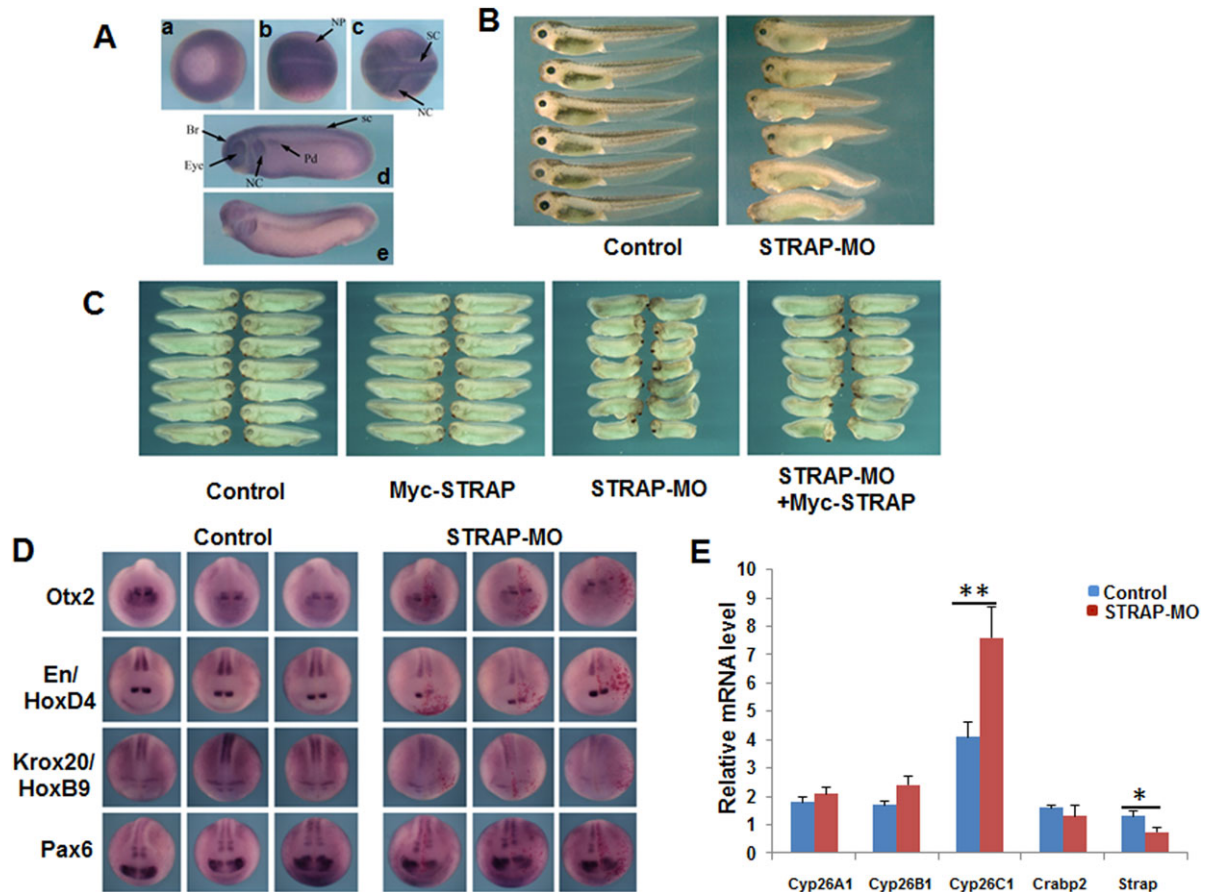 A
a
b
c
NP
SC
NC
Br
Eye
NC
Pd
sc
d
e
B
Control
STRAP-MO
C
Control
Myc-STRAP
STRAP-MO
STRAP-MO
+Myc-STRAP
D
Control
STRAP-MO
Otx2
En/
HoxD4
Krox20/
HoxB9
Pax6
E
Relative mRNA level
10
9
8
7
6
5
4
3
2
1
0
**
*
Control
STRAP-MO
Cyp26A1
Cyp26B1
Cyp26C1
Crabp2
Strap